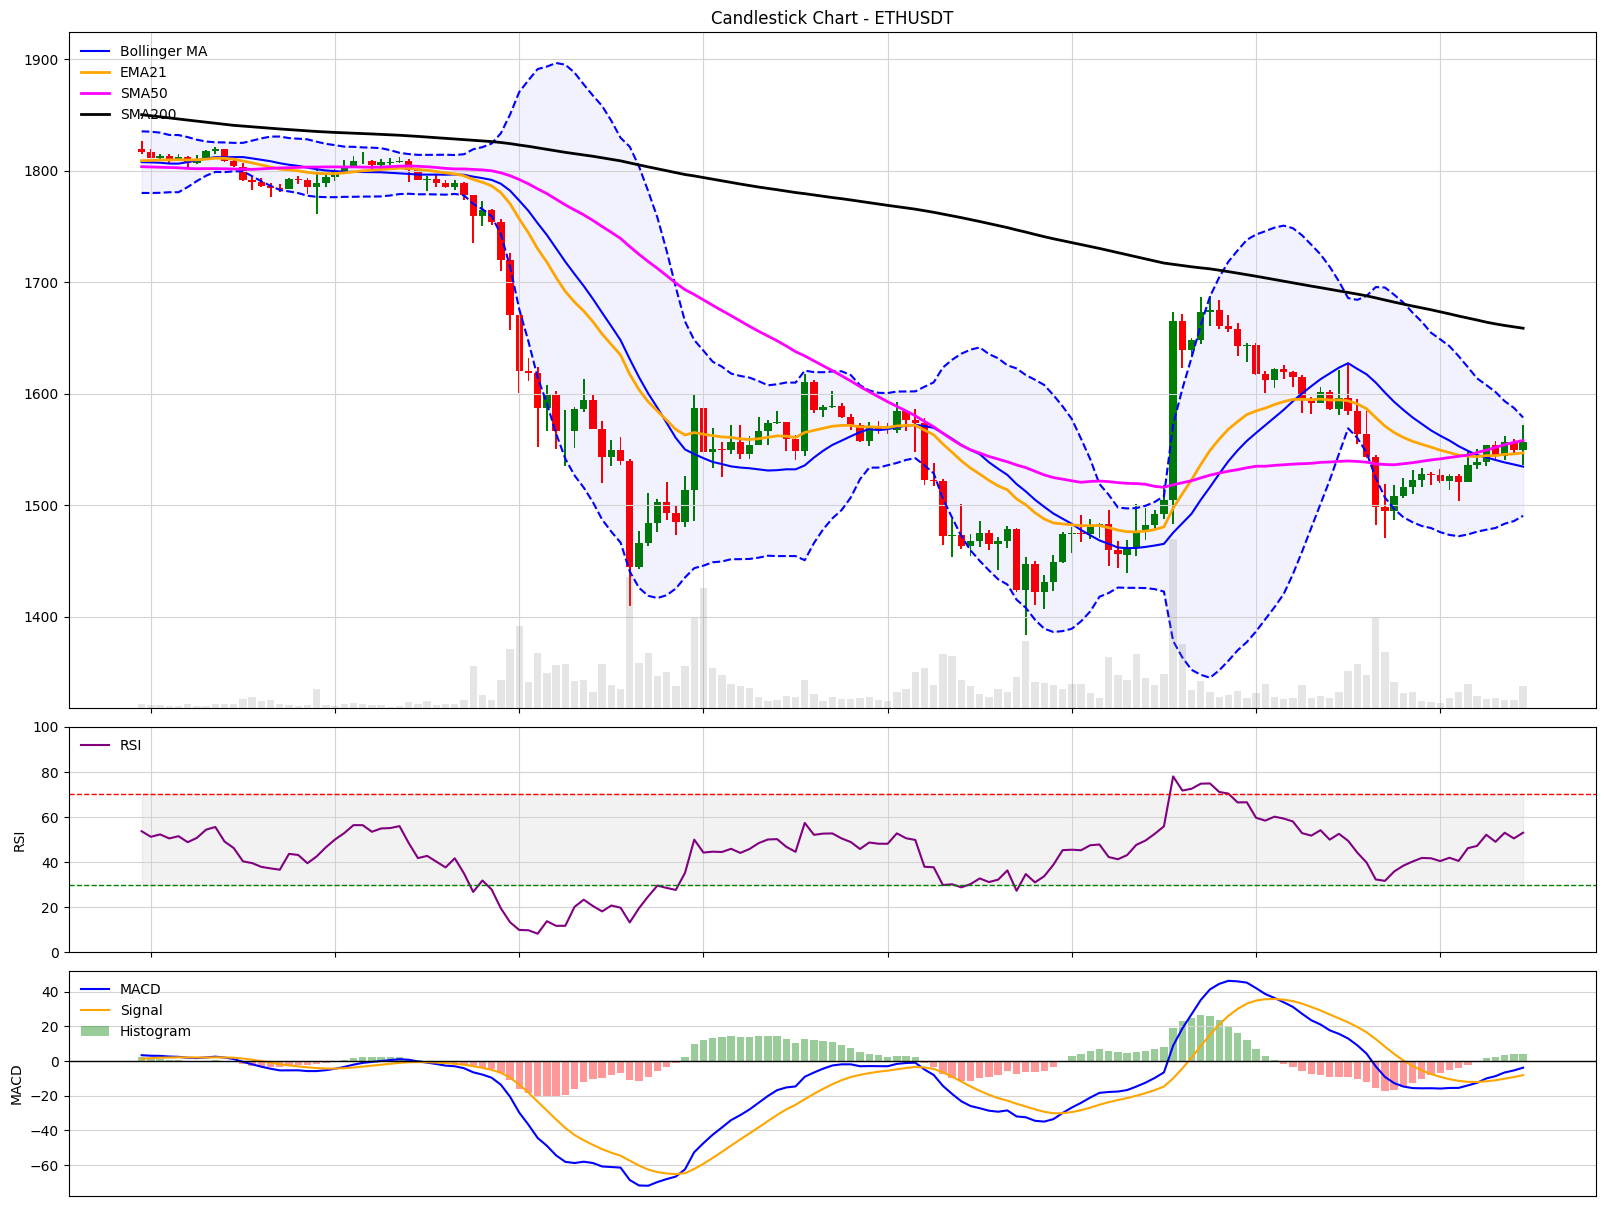 Candlestick Chart - ETHUSDT
Bollinger MA
EMA21
SMA50
SMA200
1900
1800
1700
1600
1500
1400
RSI
100
80
60
40
20
0
RSI
MACD
Signal
Histogram
40
20
0
−20
−40
−60
MACD